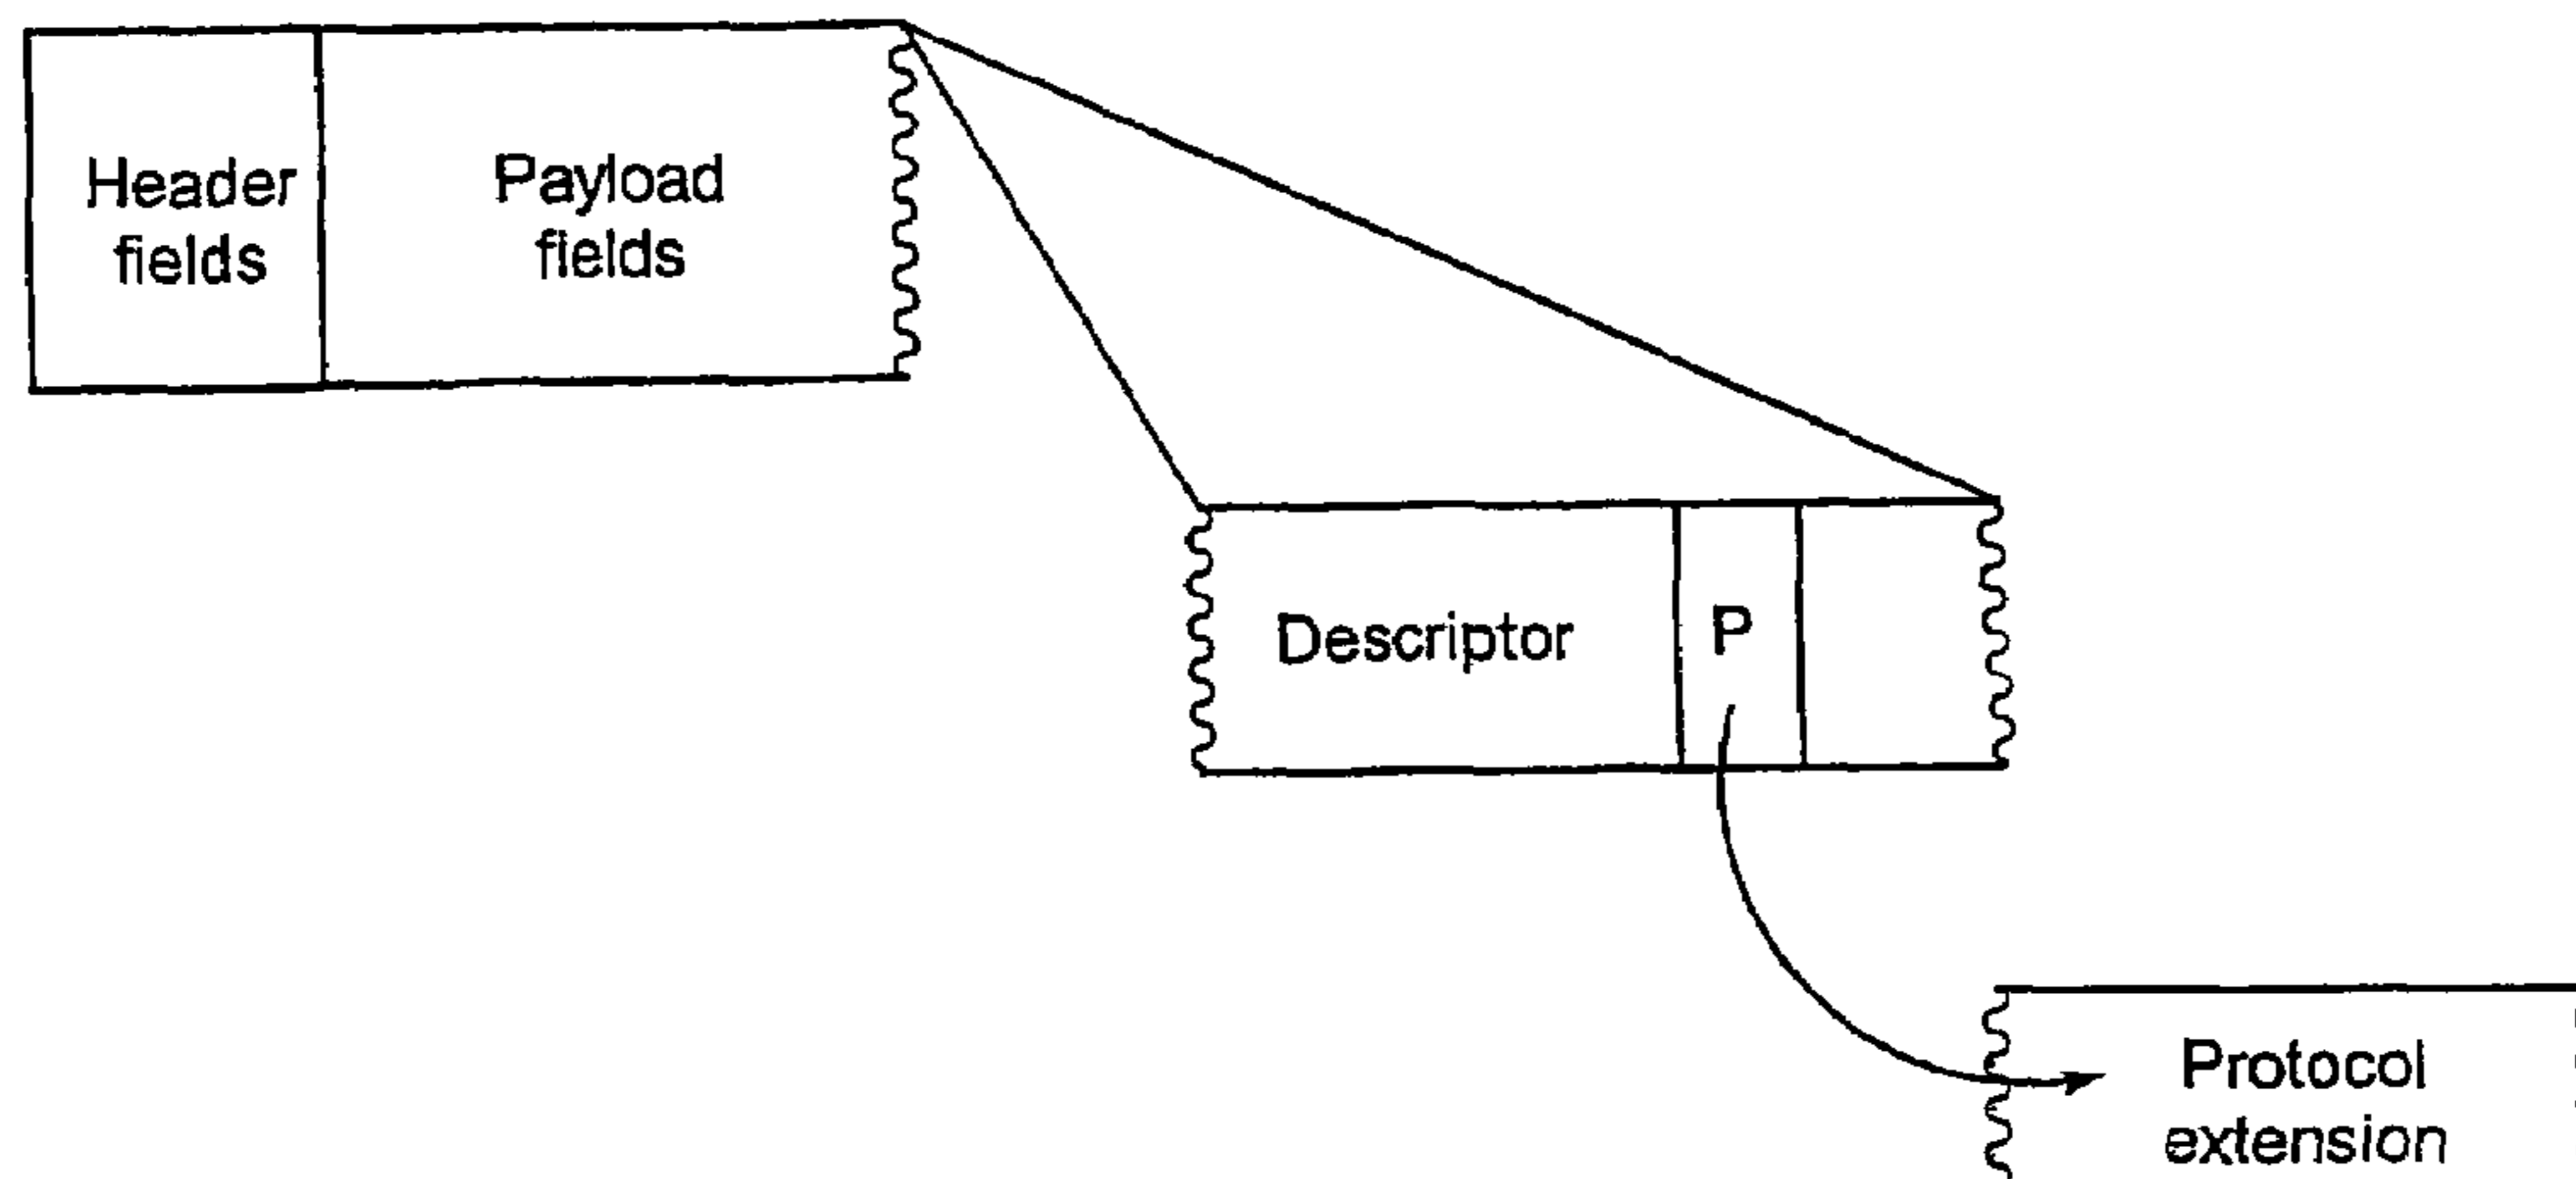 Header
fields
Payload
fields
Descriptor
P
Protocol
extension